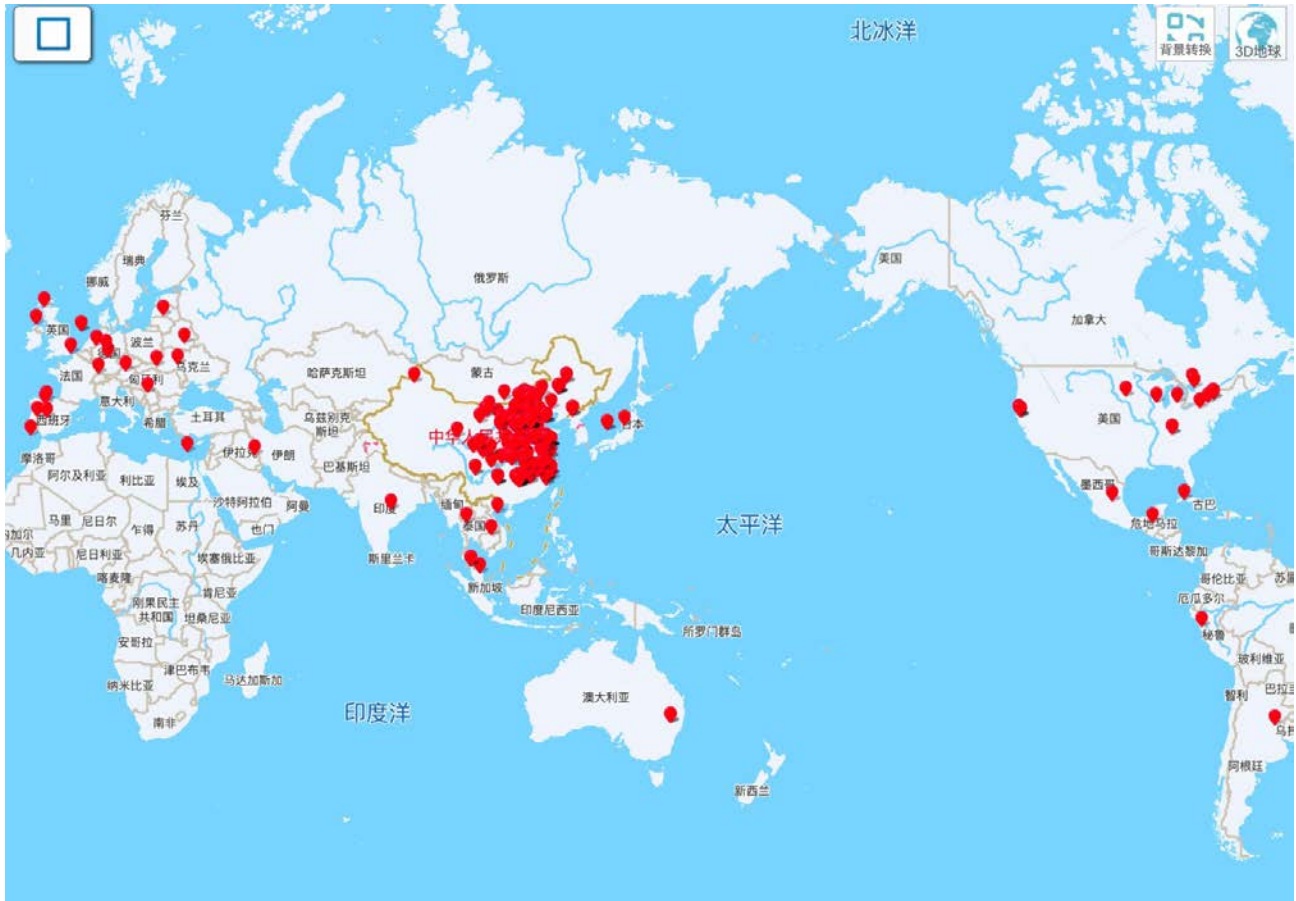 北冰洋
背景转换
3D地球
芬兰
瑞典
挪威
俄罗斯
美国
加拿大
英国
波兰
乌克兰
法国
哈萨克斯坦
蒙古
意大利
西班牙
希腊
土耳其
乌兹别克
斯坦
日本
美国
中华人民共
摩洛哥
伊拉克
伊朗
巴基斯坦
阿尔及利亚
利比亚
埃及
沙特阿拉伯
阿曼
印度
缅甸
墨西哥
古巴
马里
尼日尔
乍得
苏丹
也门
泰国
太平洋
危地马拉
内加尔
几内亚
尼日利亚
埃塞俄比亚
斯里兰卡
哥斯达黎加
喀麦隆
肯尼亚
新加坡
哥伦比亚
刚果民主
共和国
坦桑尼亚
印度尼西亚
所罗门群岛
厄瓜多尔
秘鲁
安哥拉
津巴布韦
玻利维亚
纳米比亚
马达加斯加
澳大利亚
智利
南非
印度洋
阿根廷
新西兰